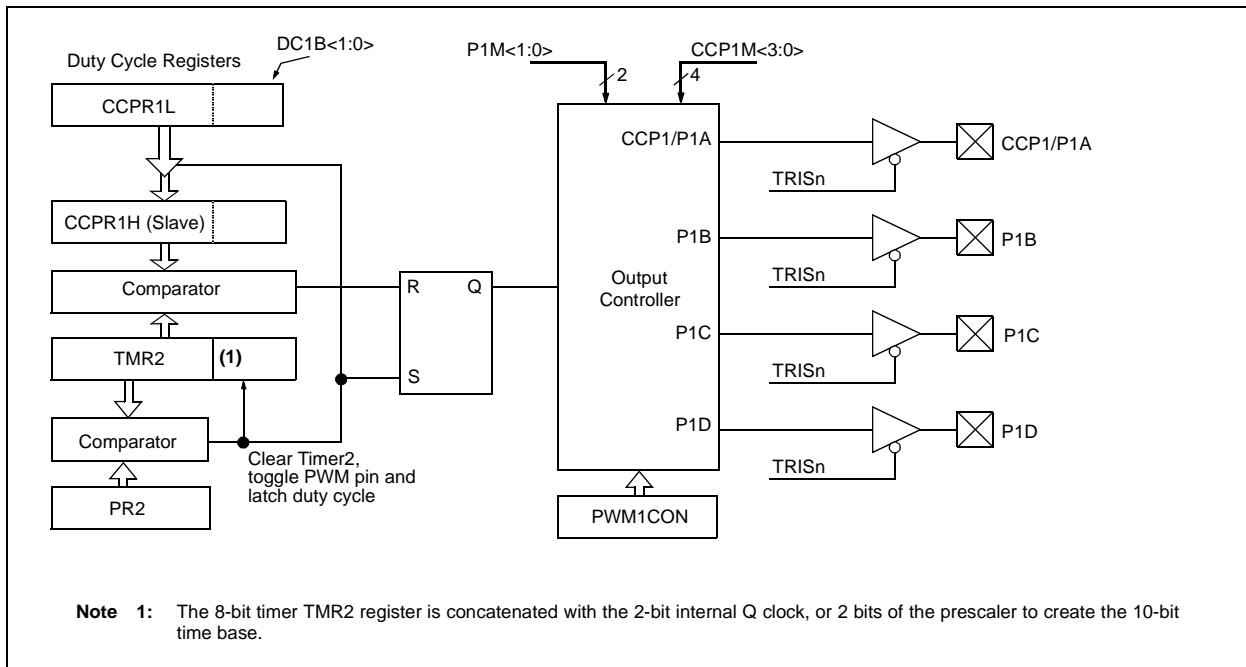 DC1B<1:0>
Duty Cycle Registers
CCPR1L
CCPR1H (Slave)
Comparator
TMR2
(1)
Comparator
PR2
Clear Timer2,
toggle PWM pin and
latch duty cycle
R
Q
S
P1M<1:0>
2
CCP1M<3:0>
4
Output
Controller
CCP1/P1A
P1B
P1C
P1D
PWM1CON
TRISn
CCP1/P1A
TRISn
P1B
TRISn
P1C
TRISn
P1D
Note 1: The 8-bit timer TMR2 register is concatenated with the 2-bit internal Q clock, or 2 bits of the prescaler to create the 10-bit
time base.